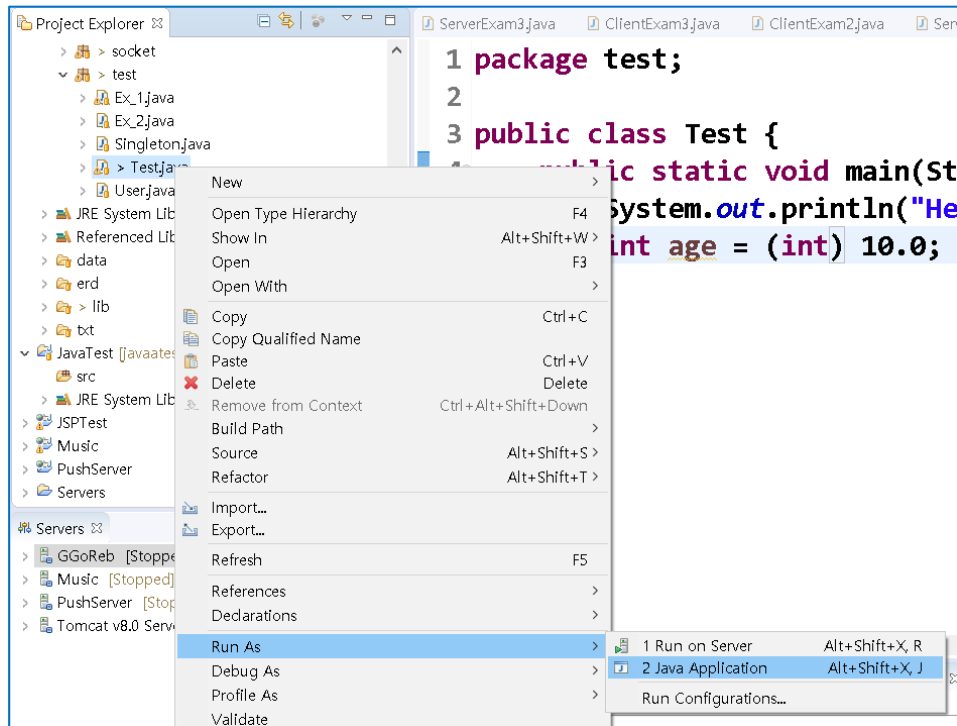 Project Explorer
> socket
> test
Ex_1.java
Ex_2.java
Singleton.java
> Test.java
User.java
JRE System Lib
Referenced Lib
data
erd
> lib
txt
JavaTest [javaates
src
JRE System Lib
JSPTest
Music
PushServer
Servers
Servers
GGoReb [Stoppe
Music [Stopped]
PushServer [Stop
Tomcat v8.0 Serv
ServerExam3.java ClientExam3.java ClientExam2.java Ser
1 package test;
2
3 public class Test {
ic static void main(St
System.out.println("He
int age = (int) 10.0;
New
Open Type Hierarchy F4
Show In Alt+Shift+W >
Open F3
Open With
Copy Ctrl+C
Copy Qualified Name
Paste Ctrl+V
Delete Delete
Remove from Context Ctrl+Alt+Shift+Down
Build Path
Source Alt+Shift+S >
Refactor Alt+Shift+T >
Import...
Export...
Refresh F5
References
Declarations
Run As
Debug As
Profile As
Validate
1 Run on Server Alt+Shift+X, R
2 Java Application Alt+Shift+X, J
Run Configurations...